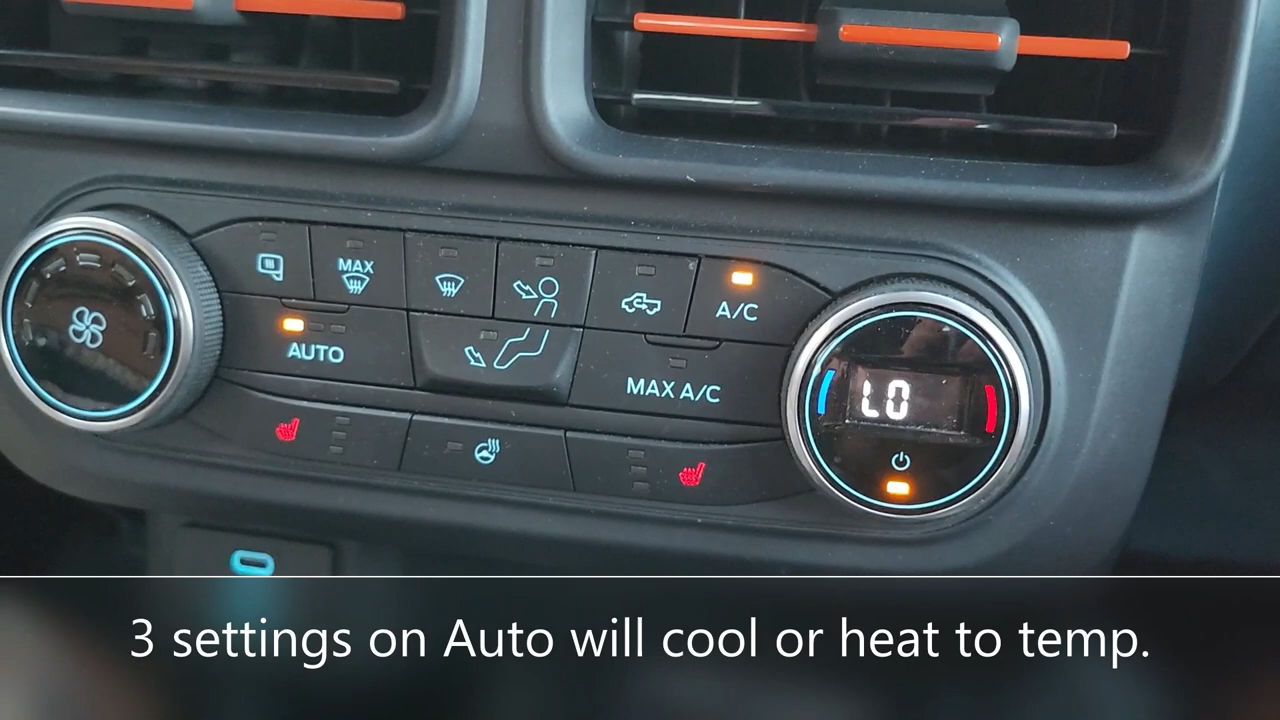 MAX
A/C
AUTO
MAX A/C
LO
3 settings on Auto will cool or heat to temp.